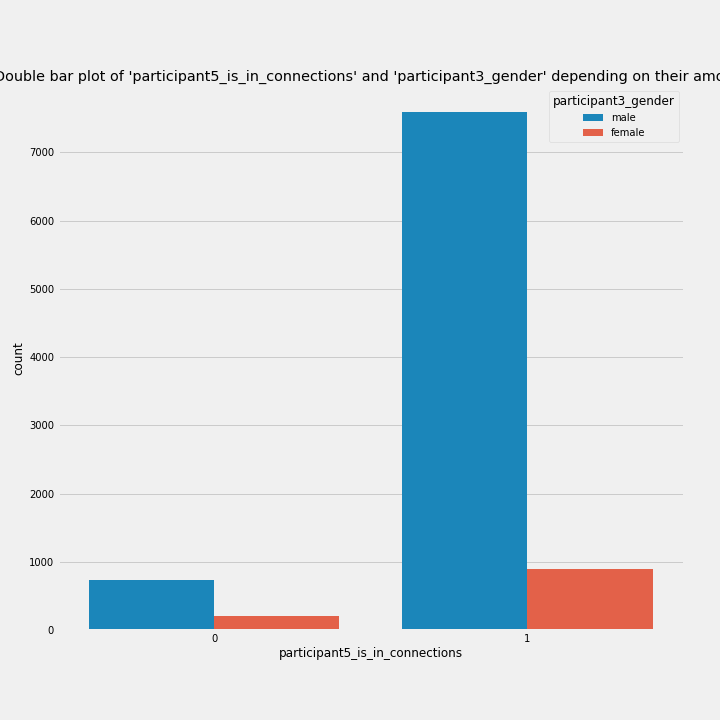 Double bar plot of 'participant5_is_in_connections' and 'participant3_gender' depending on their
participant3_gender
male
female
7000
6000
5000
4000
3000
2000
1000
0
count
0 1
participant5_is_in_connections